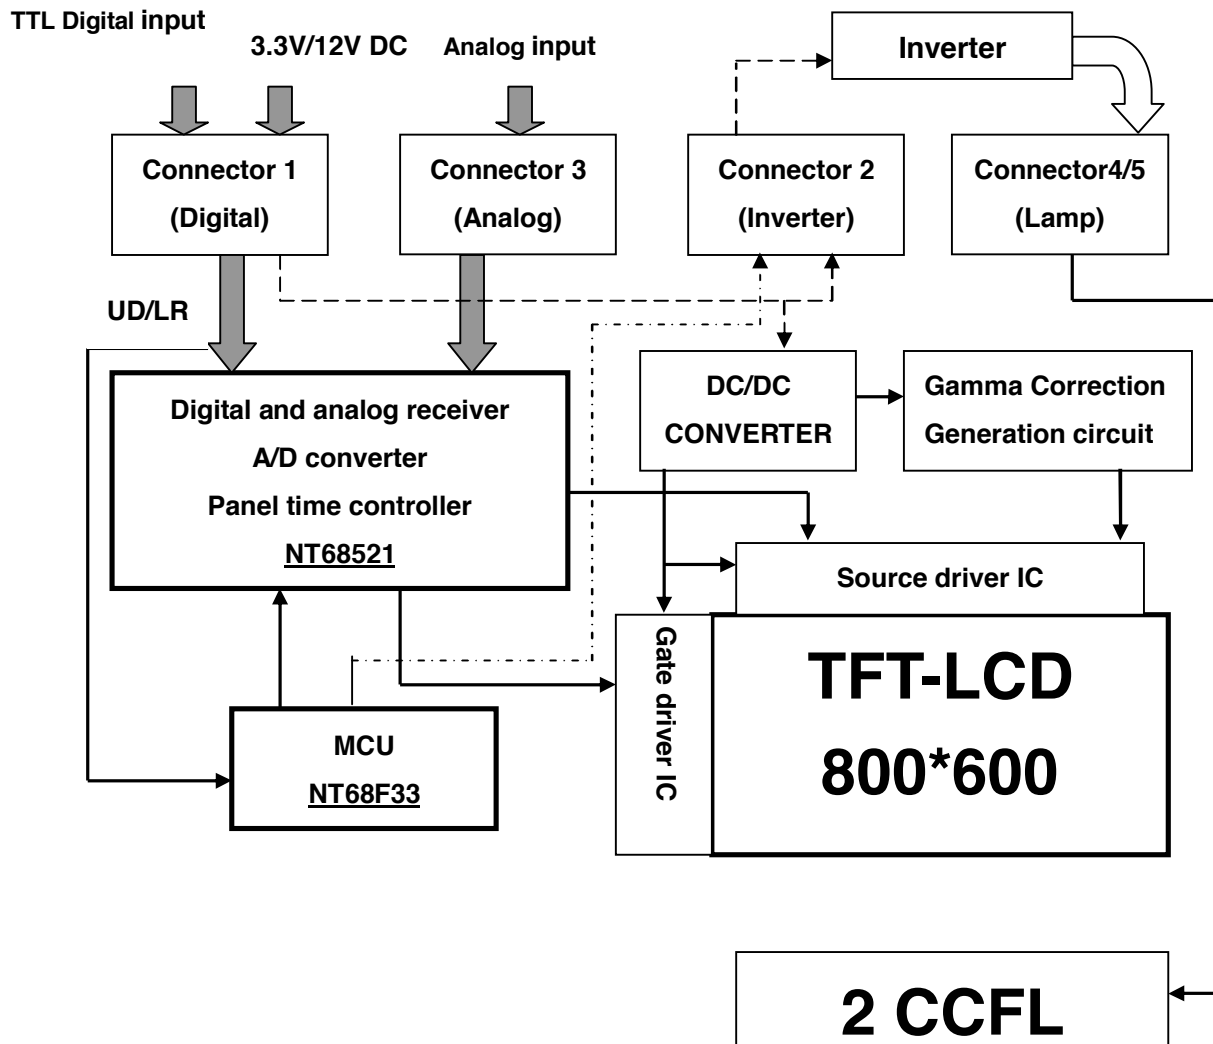 TTL Digital input
3.3V/12V DC
Analog input
Inverter
Connector 1
(Digital)
Connector 3
(Analog)
Connector 2
(Inverter)
Connector4/5
(Lamp)
UD/LR
Digital and analog receiver
A/D converter
Panel time controller
NT68521
DC/DC
CONVERTER
Gamma Correction
Generation circuit
Source driver IC
Gate driver IC
TFT-LCD
800*600
MCU
NT68F33
2 CCFL